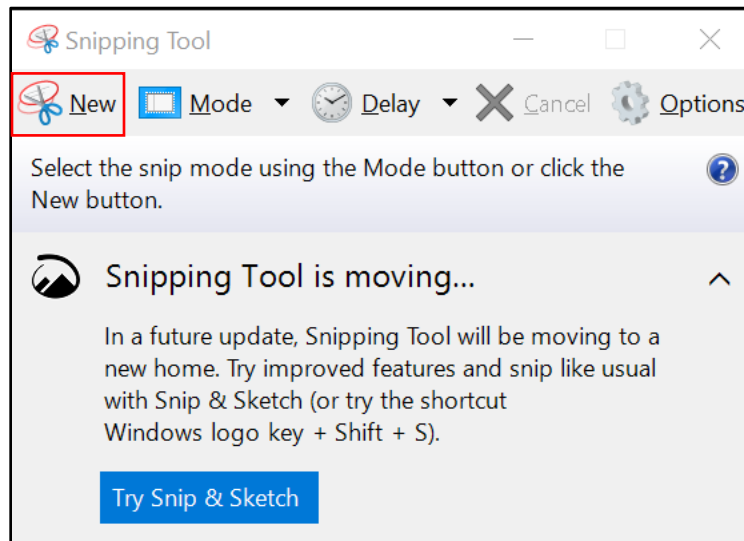 Snipping Tool
New Mode Delay Cancel Options
Select the snip mode using the Mode button or click the
New button.
Snipping Tool is moving...
In a future update, Snipping Tool will be moving to a
new home. Try improved features and snip like usual
with Snip & Sketch (or try the shortcut
Windows logo key + Shift + S).
Try Snip & Sketch